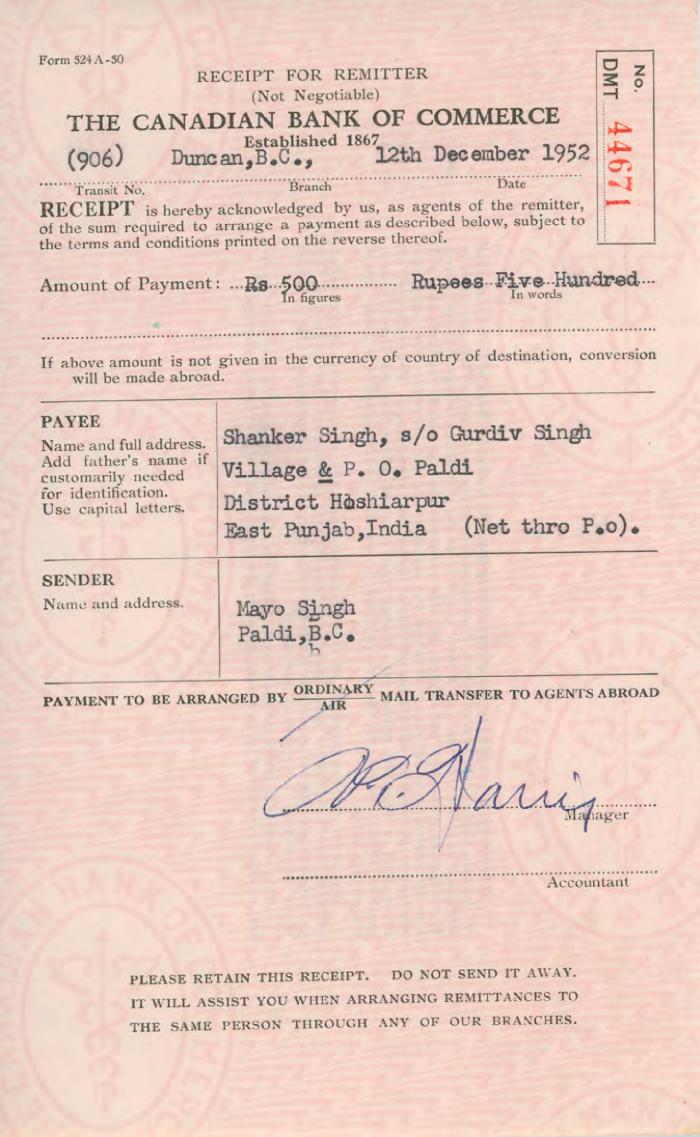 Form 524 A-50
No.
DMT 44671
RECEIPT FOR REMITTER
(Not Negotiable)
THE CANADIAN BANK OF COMMERCE
Established 1867
(906) Duncan, B.C., 12th December 1952
Transit No. Branch Date
RECEIPT is hereby acknowledged by us, as agents of the remitter,
of the sum required to arrange a payment as described below, subject to
the terms and conditions printed on the reverse thereof.
Amount of Payment: Rs 500 Rupees Five Hundred
In figures In words
If above amount is not given in the currency of country of destination, conversion
will be made abroad.
PAYEE
Name and full address.
Add father's name if
customarily needed
for identification.
Use capital letters.
Shanker Singh, s/o Gurdiv Singh
Village & P. O. Paldi
District Hoshiarpur
East Punjab, India (Net thro P.o).
SENDER
Name and address.
Mayo Singh
Paldi, B.C.
h
PAYMENT TO BE ARRANGED BY ORDINARY
AIR MAIL TRANSFER TO AGENTS ABROAD
Harris
Manager
Accountant
PLEASE RETAIN THIS RECEIPT. DO NOT SEND IT AWAY.
IT WILL ASSIST YOU WHEN ARRANGING REMITTANCES TO
THE SAME PERSON THROUGH ANY OF OUR BRANCHES.